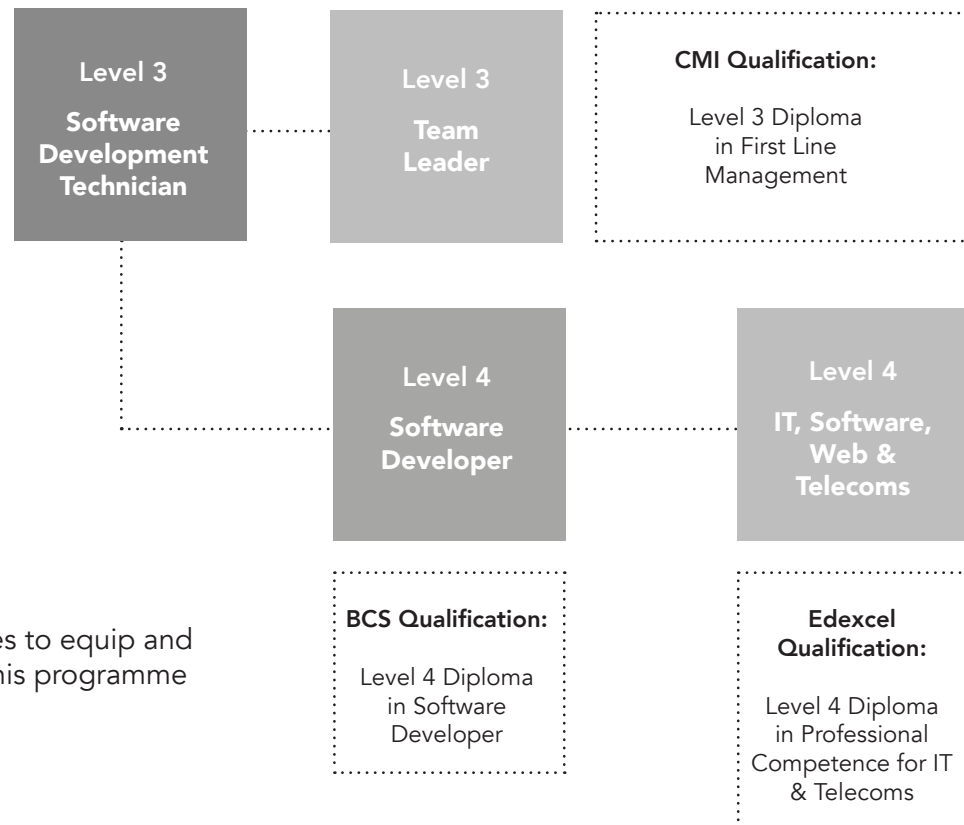 Level 3
Software
Development
Technician
Level 3
Team
Leader
CMI Qualification:
Level 3 Diploma
in First Line
Management
Level 4
Software
Developer
Level 4
IT, Software,
Web &
Telecoms
BCS Qualification:
Level 4 Diploma
in Software
Developer
Edexcel
Qualification:
Level 4 Diploma
in Professional
Competence for IT
& Telecoms
es to equip and
his programme